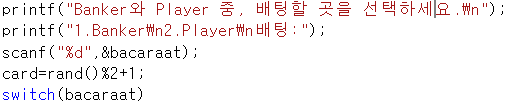 printf("Banker와 Player 중, 배팅할 곳을 선택하세요.₩n");
printf("1.Banker₩n2.Player₩n배팅:");
scanf("%d",&bacaraat);
card=rand()%2+1;
switch(bacaraat)